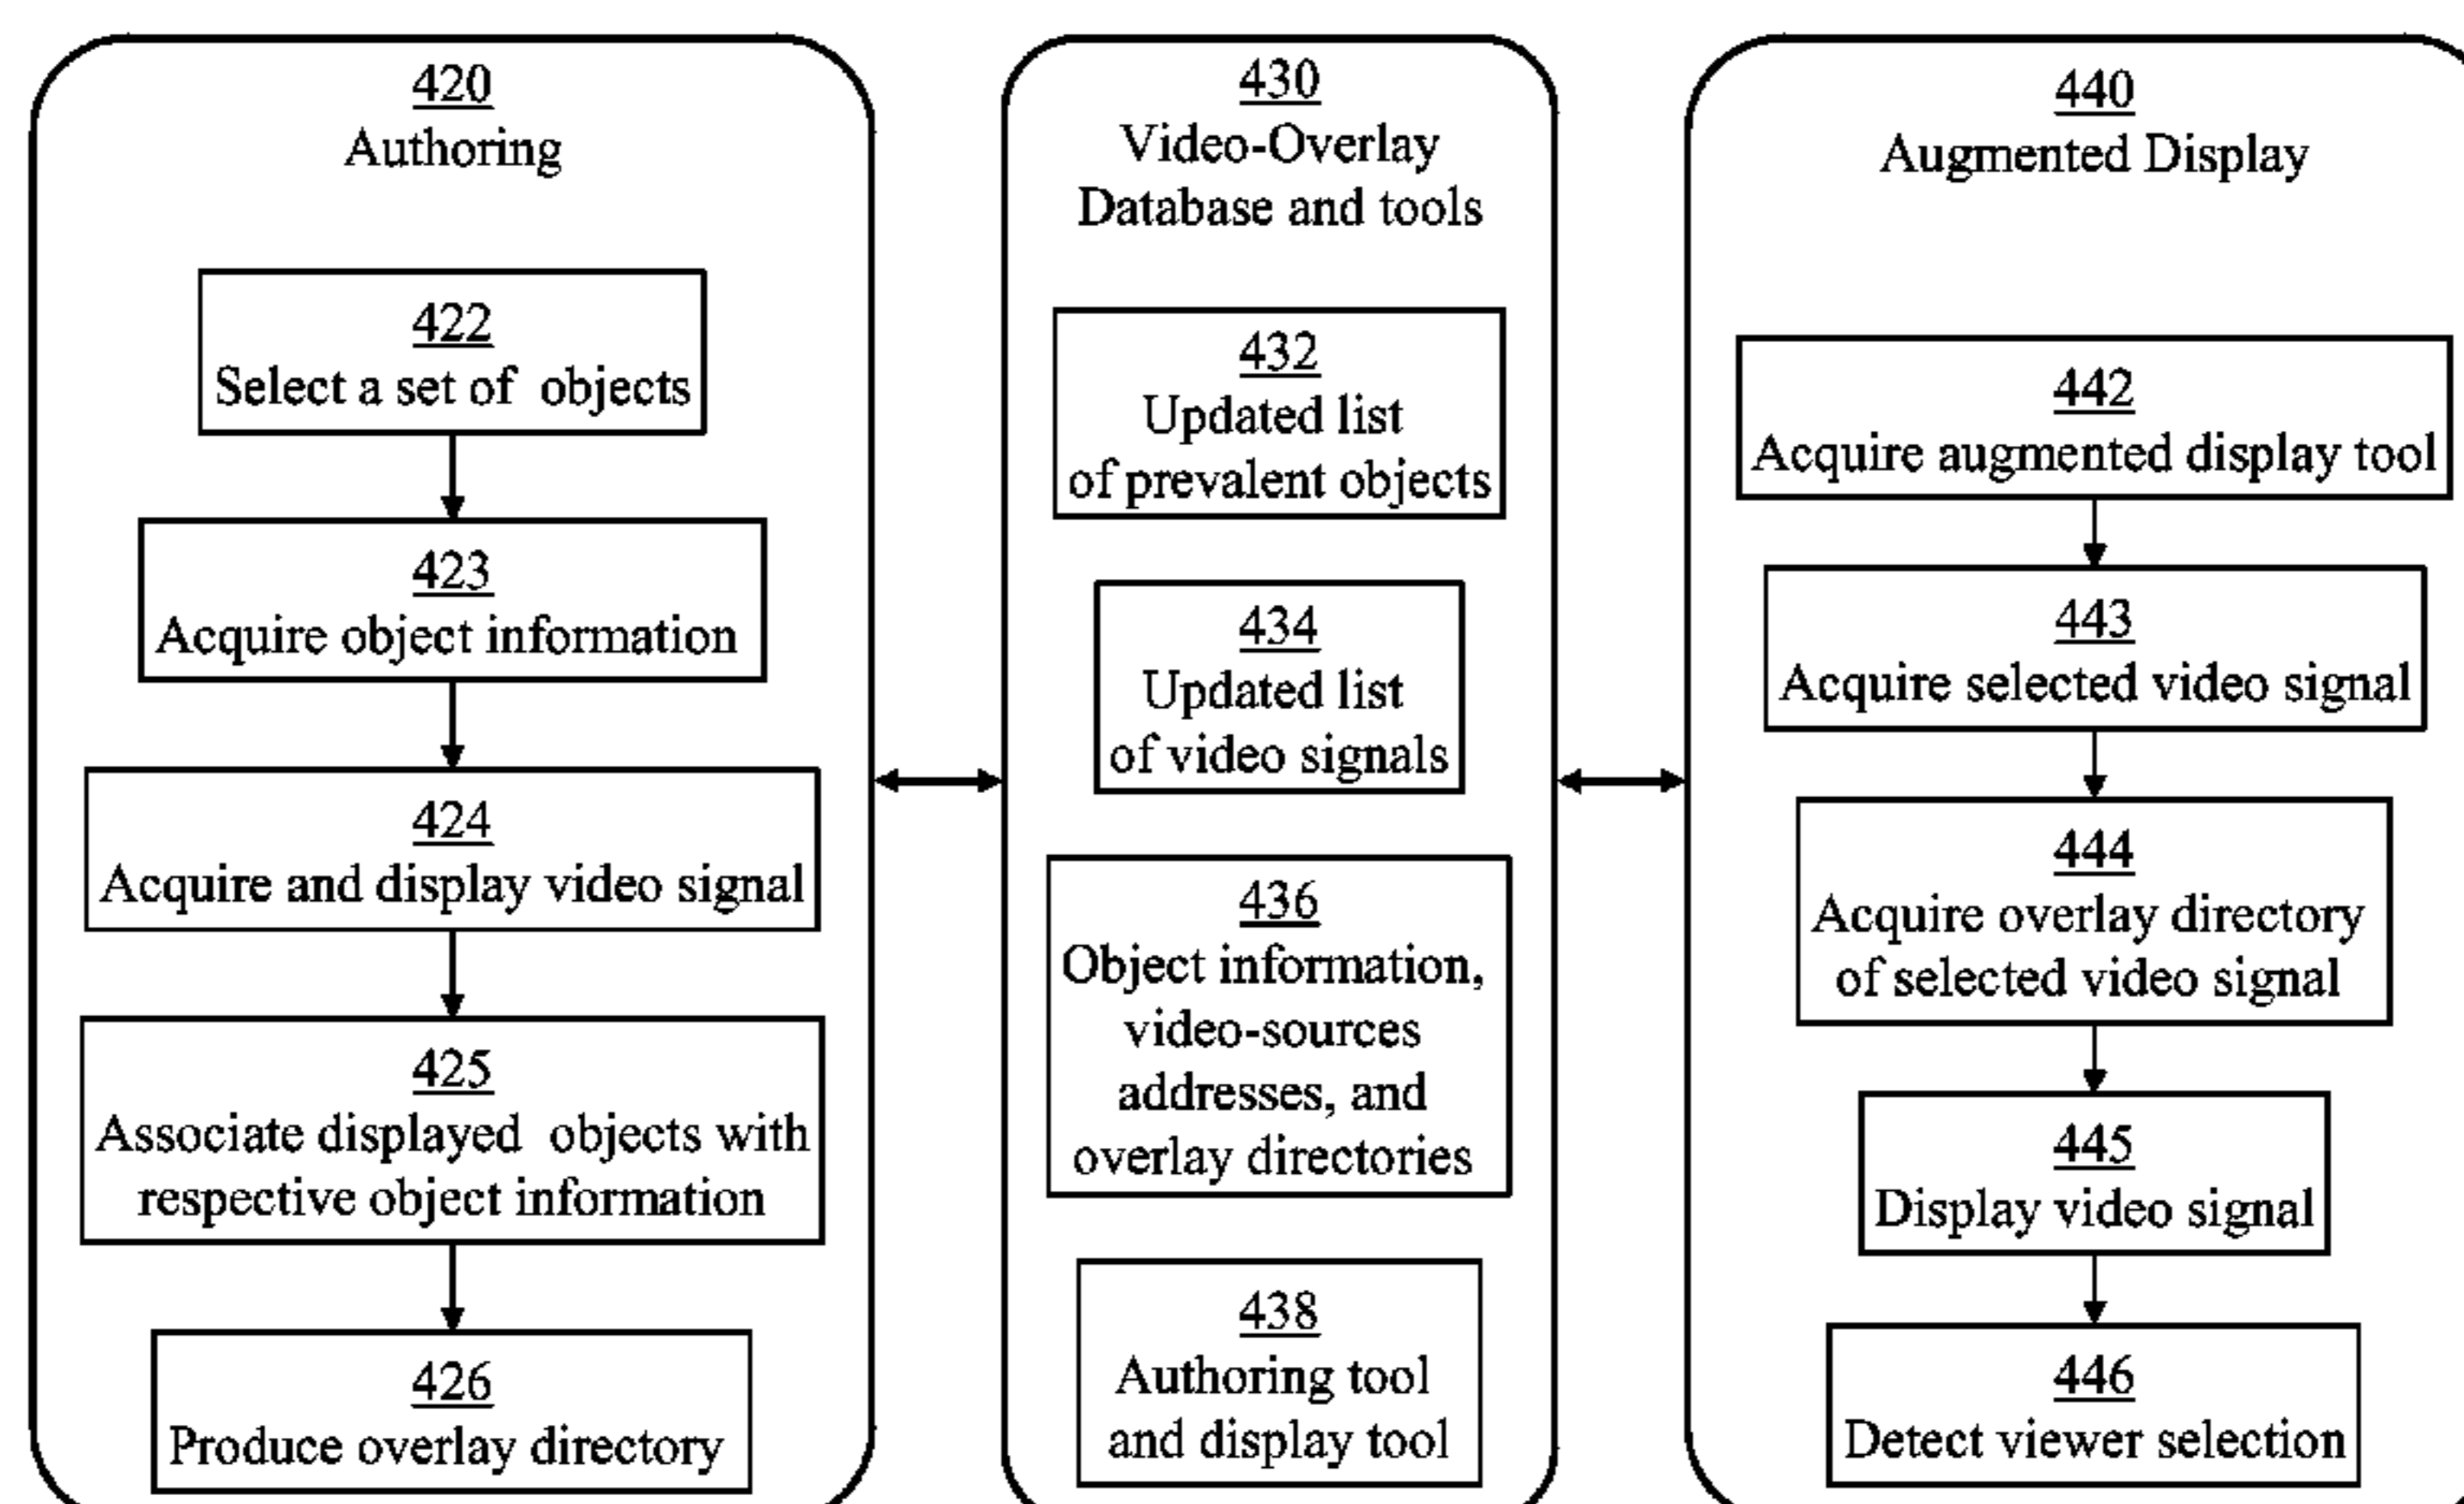 420
Authoring
422
Select a set of objects
423
Acquire object information
424
Acquire and display video signal
425
Associate displayed objects with
respective object information
426
Produce overlay directory
430
Video-Overlay
Database and tools
432
Updated list
of prevalent objects
434
Updated list
of video signals
436
Object information,
video-sources
addresses, and
overlay directories
438
Authoring tool
and display tool
440
Augmented Display
442
Acquire augmented display tool
443
Acquire selected video signal
444
Acquire overlay directory
of selected video signal
445
Display video signal
446
Detect viewer selection